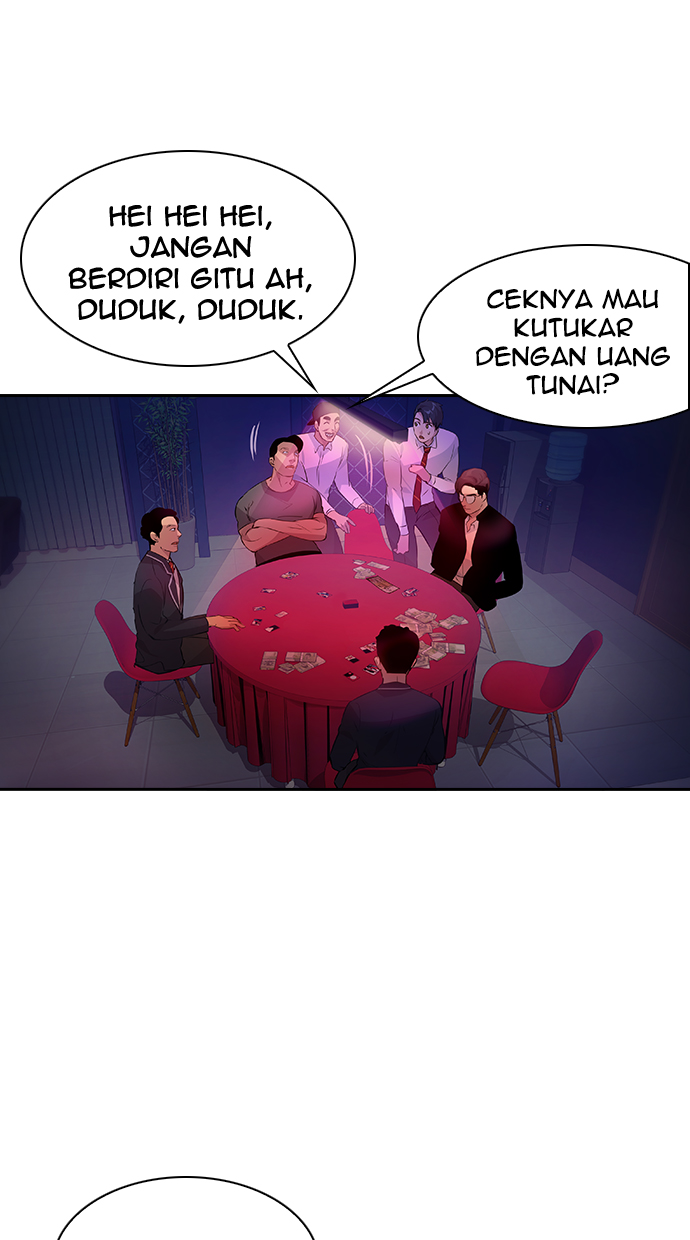 HEI HEI HEI,
JANGAN
BERDIRI GITU AH,
DUDUK, DUDUK.
CEKNYA MAU
KUTUKAR
DENGAN UANG
TUNAI?